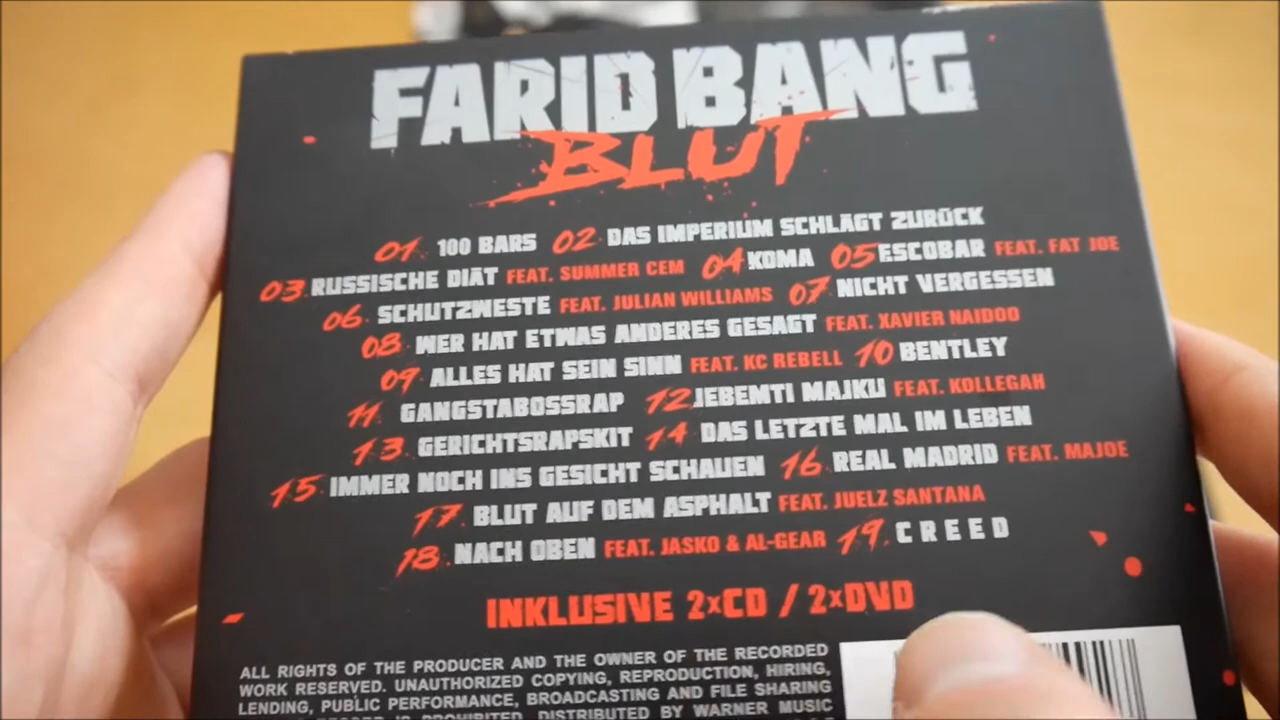 FARID BANG
BLUT
01. 100 BARS 02. DAS IMPERIUM SCHLÄGT ZURÜCK
03. RUSSISCHE DIÄT FEAT. SUMMER CEM 04 KOMA 05 ESCOBAR FEAT. FAT JOE
06. SCHUTZWESTE FEAT. JULIAN WILLIAMS 07. NICHT VERGESSEN
08. WER HAT ETWAS ANDERES GESAGT FEAT. XAVIER NAIDOO
09. ALLES HAT SEIN SINN FEAT. KC REBELL 10 BENTLEY
11. GANGSTABOSSRAP 12. JEBEMTI MAJKU FEAT. KOLLEGAH
13. GERICHTSRAPSKIT 14 DAS LETZTE MAL IM LEBEN
15. IMMER NOCH INS GESICHT SCHAUEN 16. REAL MADRID FEAT. MAJOE
17. BLUT AUF DEM ASPHALT FEAT. JUELZ SANTANA
18. NACH OBEN FEAT. JASKO & AL-GEAR 19. CREED
INKLUSIVE 2xCD / 2xDVD
ALL RIGHTS OF THE PRODUCER AND THE OWNER OF THE RECORDED
WORK RESERVED. UNAUTHORIZED COPYING, REPRODUCTION, HIRING,
LENDING, PUBLIC PERFORMANCE, BROADCASTING AND FILE SHARING
IS PROHIBITED. DISTRIBUTED BY WARNER MUSIC